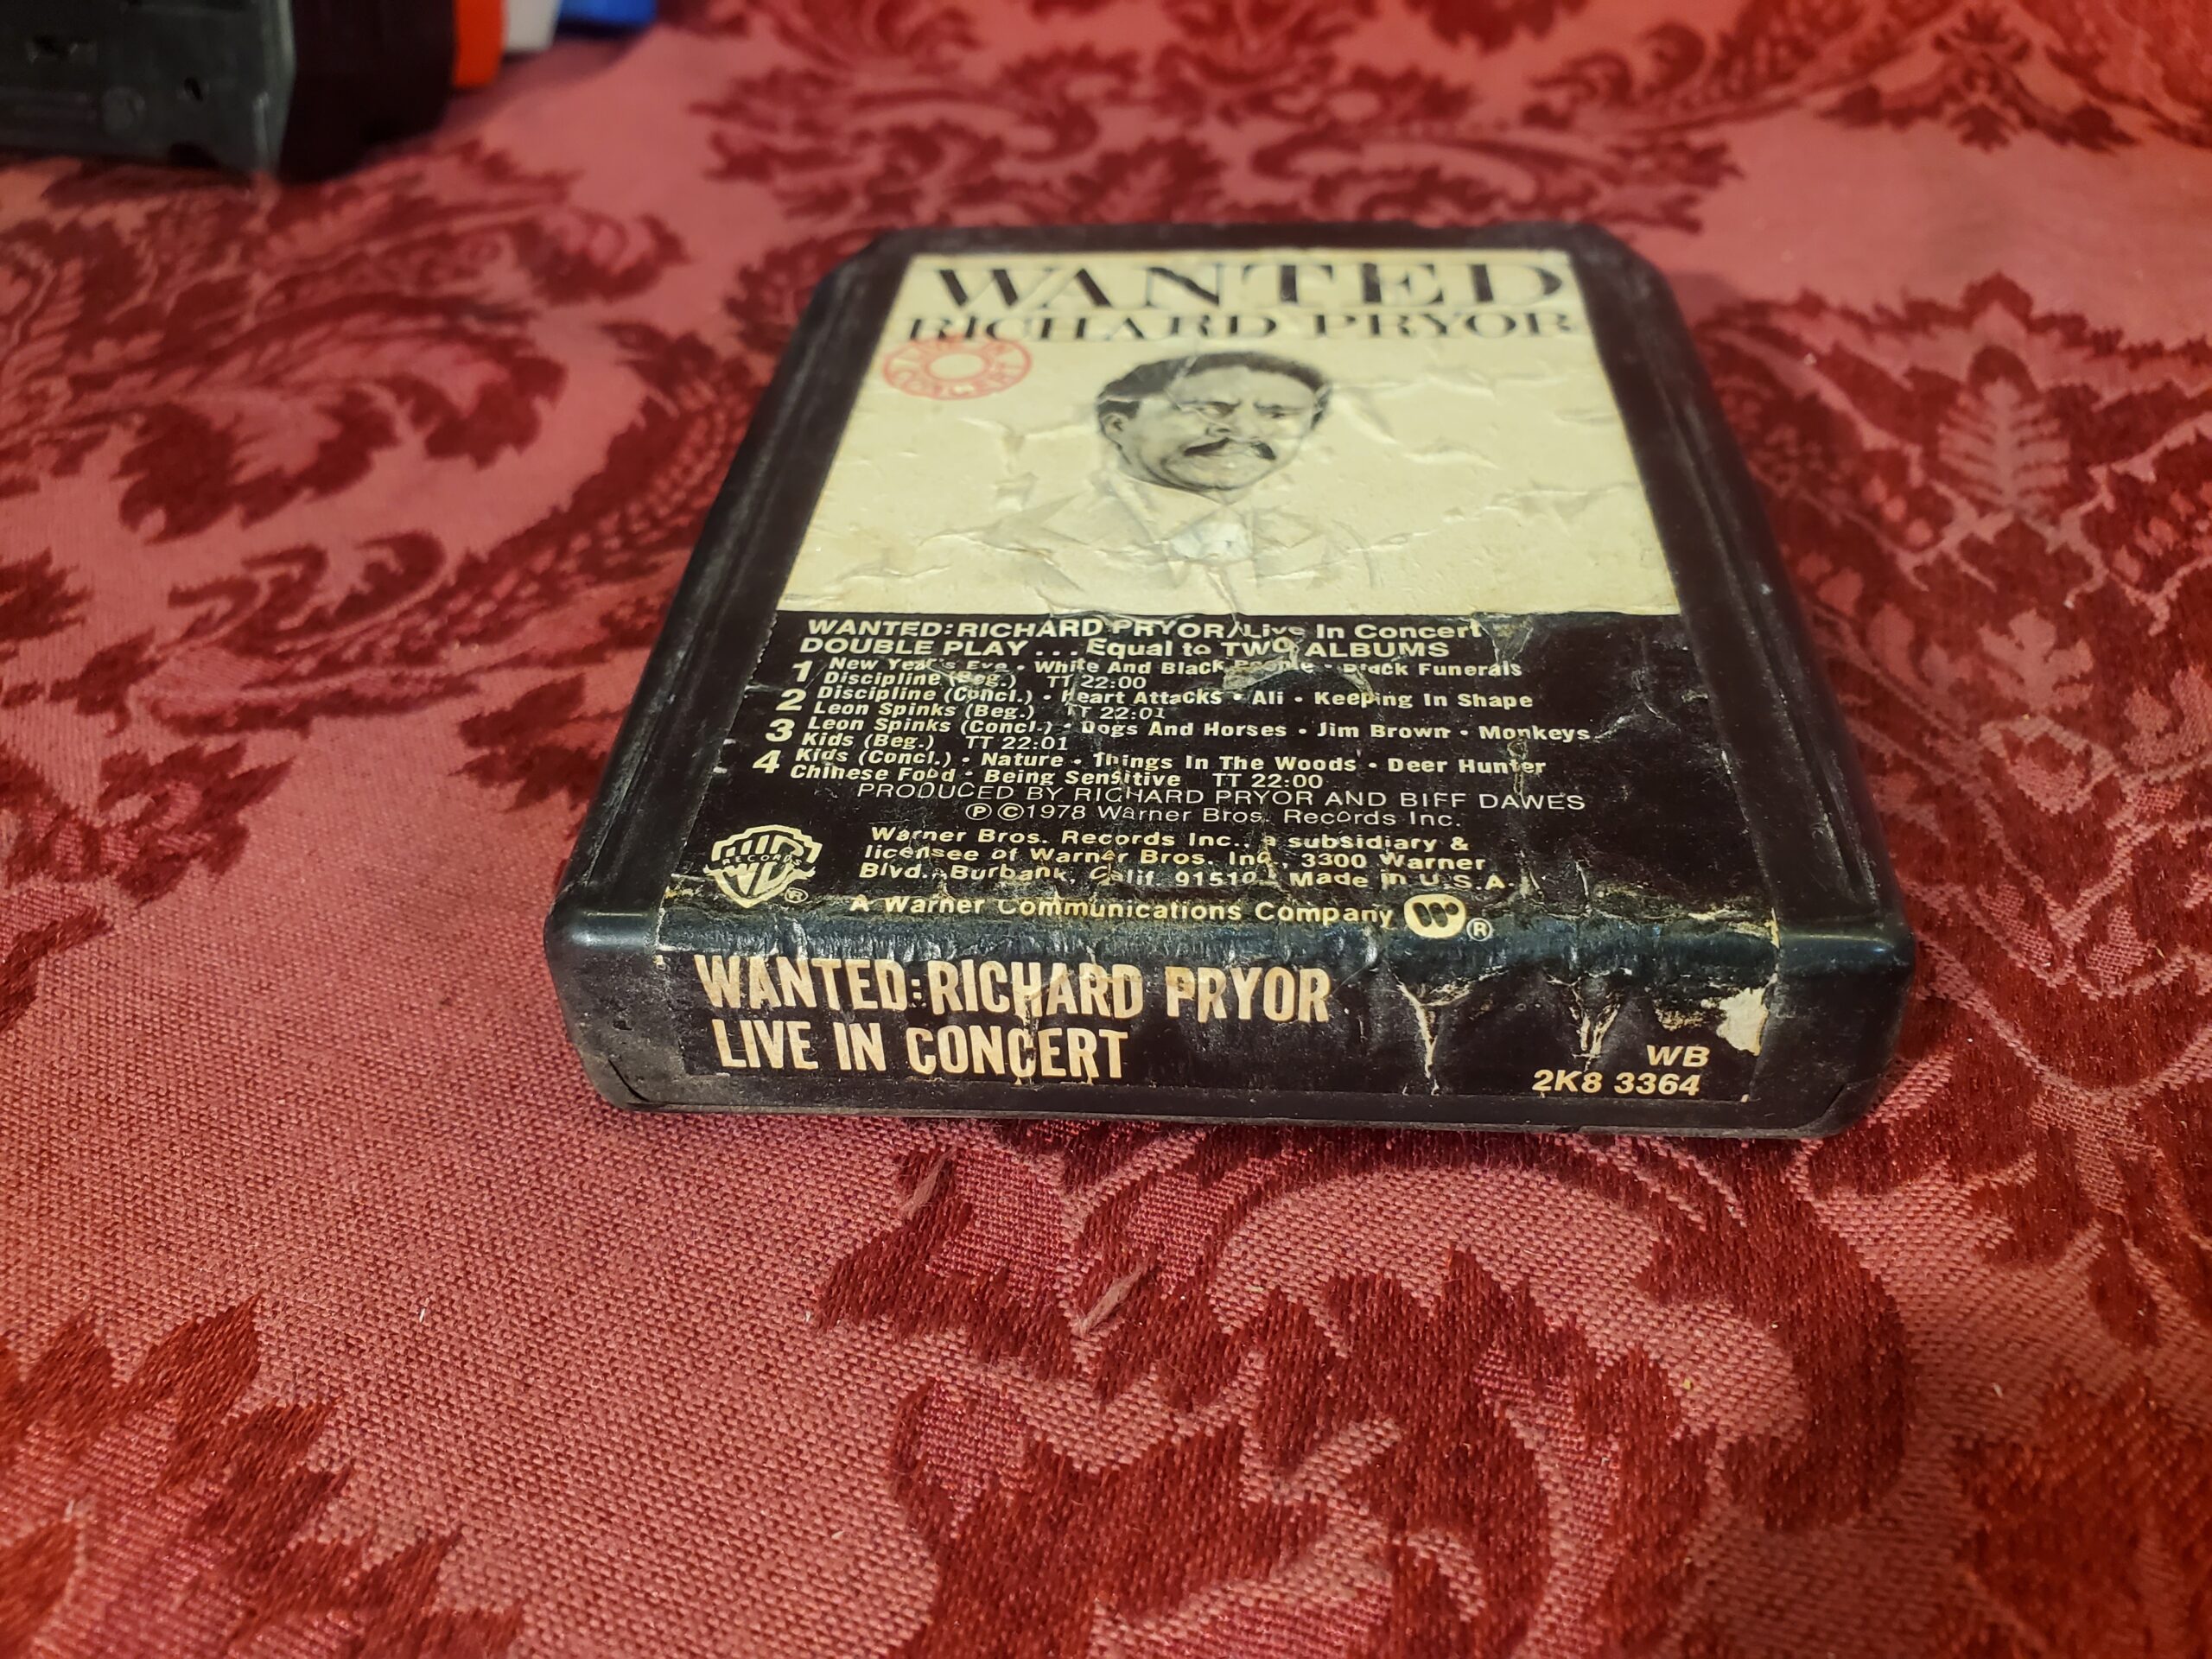 WANTED
RICHARD PRYOR
LIVE IN CONCERT
WANTED: RICHARD PRYOR/Live In Concert
DOUBLE PLAY . . . Equal to TWO ALBUMS
1 New Year's Eve • White And Black People • Black Funerals
Discipline (Beg.) TT 22:00
2 Discipline (Concl.) • Heart Attacks • Ali • Keeping In Shape
Leon Spinks (Beg.) TT 22:01
3 Leon Spinks (Concl.) • Dogs And Horses • Jim Brown • Monkeys
Kids (Beg.) TT 22:01
4 Kids (Concl.) • Nature • Things In The Woods • Deer Hunter
Chinese Food • Being Sensitive TT 22:00
PRODUCED BY RICHARD PRYOR AND BIFF DAWES
Ⓟ ©1978 Warner Bros. Records Inc.
RECORDS
WB ®
Warner Bros. Records Inc., a subsidiary &
licensee of Warner Bros. Inc., 3300 Warner
Blvd., Burbank, Calif. 91510 • Made in U.S.A.
A Warner Communications Company ®
WANTED: RICHARD PRYOR
LIVE IN CONCERT
WB
2K8 3364